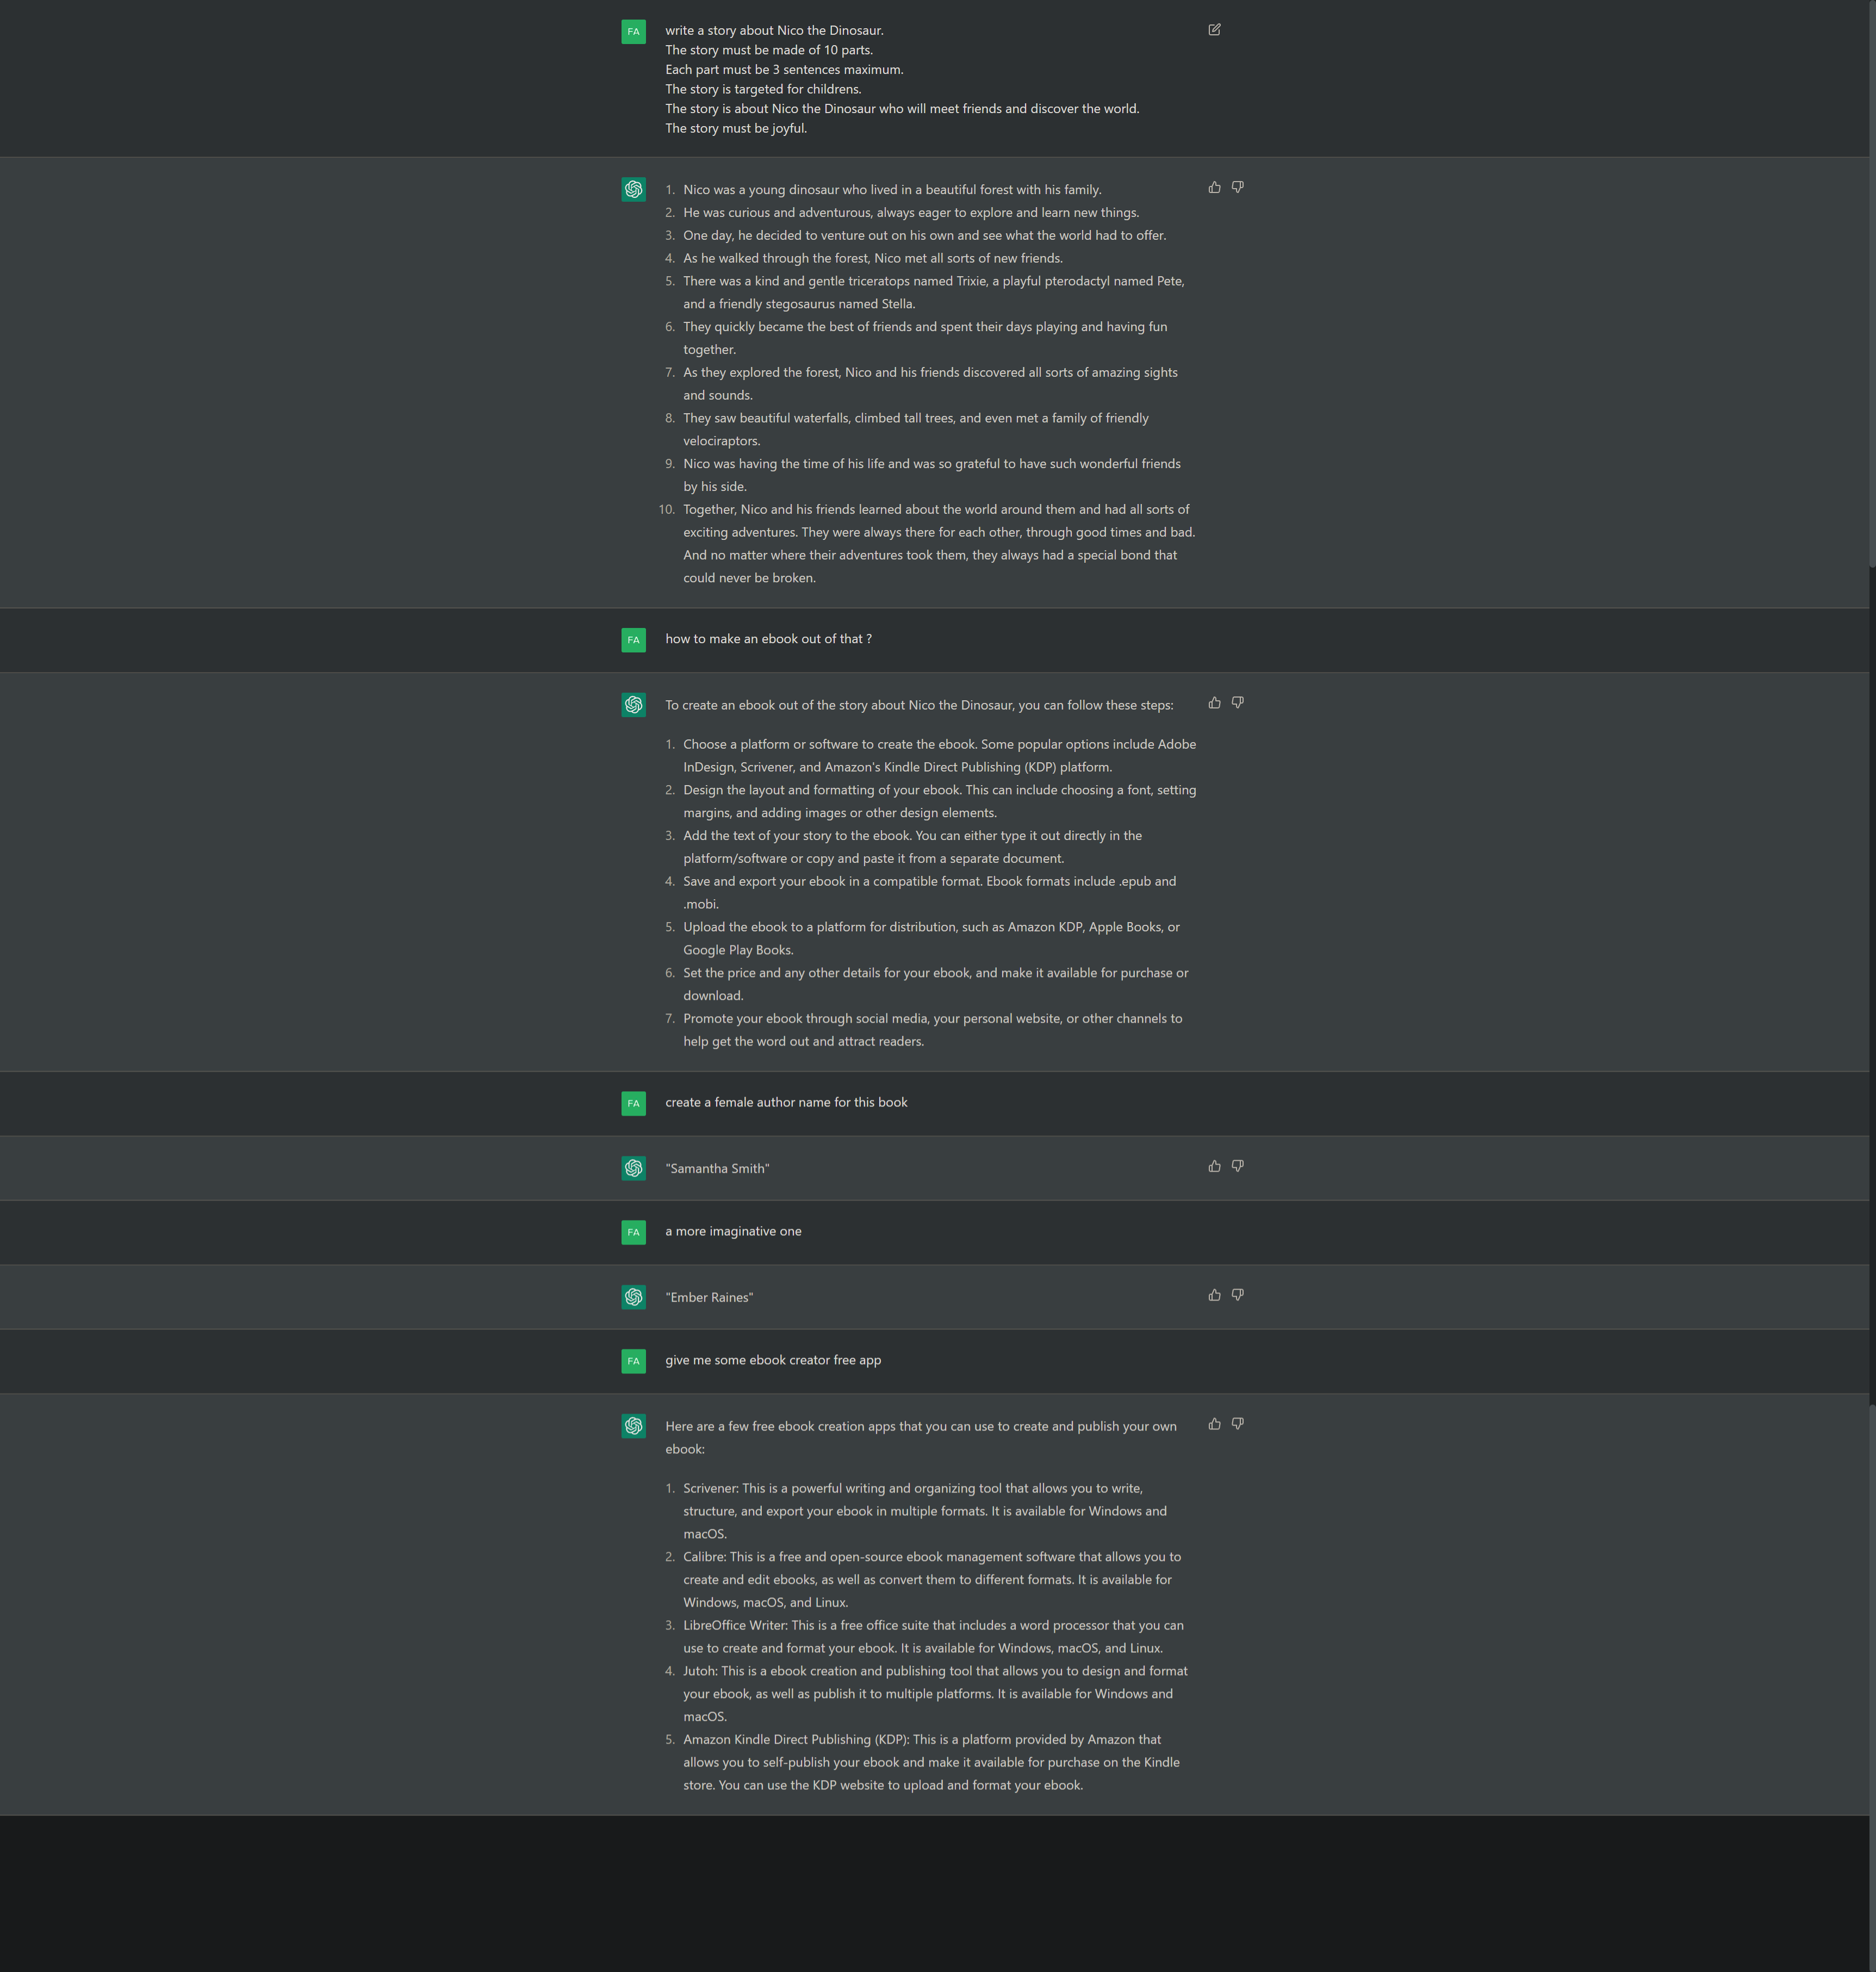 FA
write a story about Nico the Dinosaur.
The story must be made of 10 parts.
Each part must be 3 sentences maximum.
The story is targeted for childrens.
The story is about Nico the Dinosaur who will meet friends and discover the world.
The story must be joyful.
1. Nico was a young dinosaur who lived in a beautiful forest with his family.
2. He was curious and adventurous, always eager to explore and learn new things.
3. One day, he decided to venture out on his own and see what the world had to offer.
4. As he walked through the forest, Nico met all sorts of new friends.
5. There was a kind and gentle triceratops named Trixie, a playful pterodactyl named Pete,
and a friendly stegosaurus named Stella.
6. They quickly became the best of friends and spent their days playing and having fun
together.
7. As they explored the forest, Nico and his friends discovered all sorts of amazing sights
and sounds.
8. They saw beautiful waterfalls, climbed tall trees, and even met a family of friendly
velociraptors.
9. Nico was having the time of his life and was so grateful to have such wonderful friends
by his side.
10. Together, Nico and his friends learned about the world around them and had all sorts of
exciting adventures. They were always there for each other, through good times and bad.
And no matter where their adventures took them, they always had a special bond that
could never be broken.
FA
how to make an ebook out of that ?
To create an ebook out of the story about Nico the Dinosaur, you can follow these steps:
1. Choose a platform or software to create the ebook. Some popular options include Adobe
InDesign, Scrivener, and Amazon's Kindle Direct Publishing (KDP) platform.
2. Design the layout and formatting of your ebook. This can include choosing a font, setting
margins, and adding images or other design elements.
3. Add the text of your story to the ebook. You can either type it out directly in the
platform/software or copy and paste it from a separate document.
4. Save and export your ebook in a compatible format. Ebook formats include .epub and
.mobi.
5. Upload the ebook to a platform for distribution, such as Amazon KDP, Apple Books, or
Google Play Books.
6. Set the price and any other details for your ebook, and make it available for purchase or
download.
7. Promote your ebook through social media, your personal website, or other channels to
help get the word out and attract readers.
FA
create a female author name for this book
"Samantha Smith"
FA
a more imaginative one
"Ember Raines"
FA
give me some ebook creator free app
Here are a few free ebook creation apps that you can use to create and publish your own
ebook:
1. Scrivener: This is a powerful writing and organizing tool that allows you to write,
structure, and export your ebook in multiple formats. It is available for Windows and
macOS.
2. Calibre: This is a free and open-source ebook management software that allows you to
create and edit ebooks, as well as convert them to different formats. It is available for
Windows, macOS, and Linux.
3. LibreOffice Writer: This is a free office suite that includes a word processor that you can
use to create and format your ebook. It is available for Windows, macOS, and Linux.
4. Jutoh: This is a ebook creation and publishing tool that allows you to design and format
your ebook, as well as publish it to multiple platforms. It is available for Windows and
macOS.
5. Amazon Kindle Direct Publishing (KDP): This is a platform provided by Amazon that
allows you to self-publish your ebook and make it available for purchase on the Kindle
store. You can use the KDP website to upload and format your ebook.